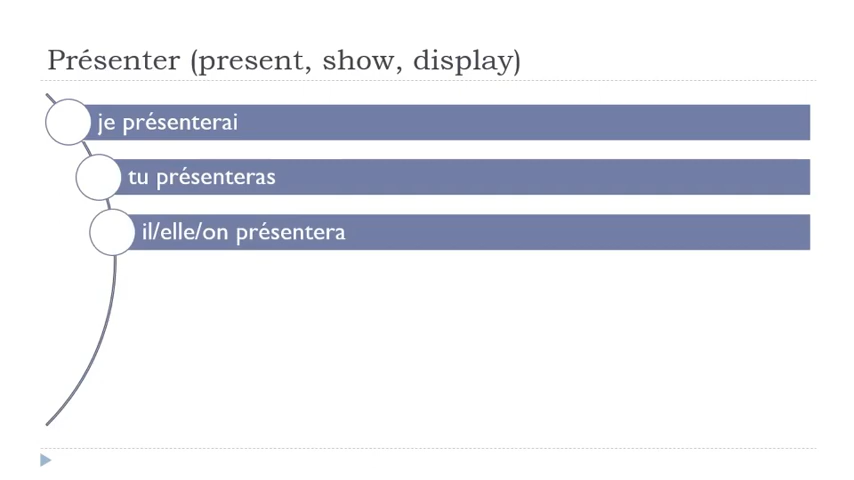 Présenter (present, show, display)
je présenterai
tu présenteras
il/elle/on présentera